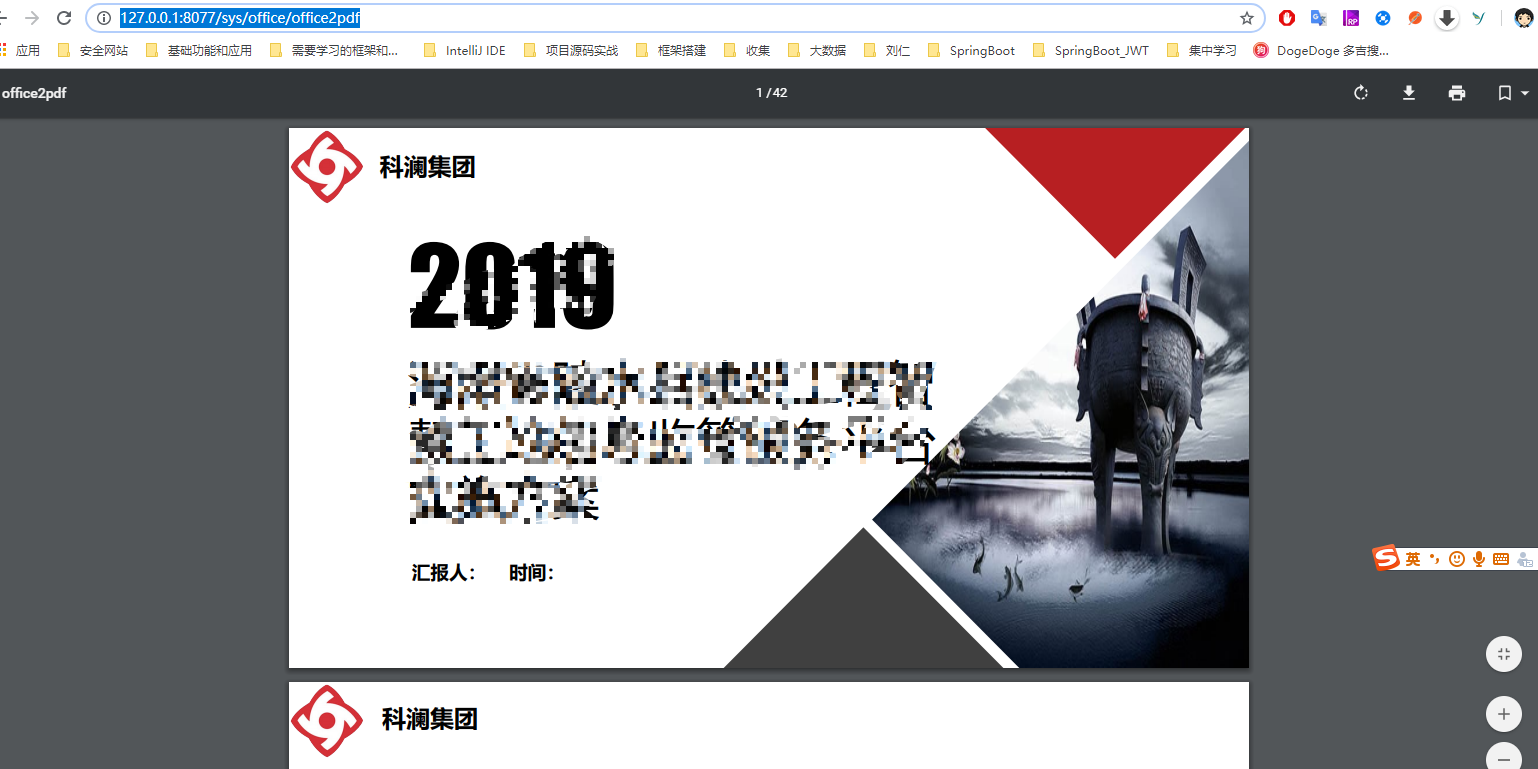 127.0.0.1:8077/sys/office/office2pdf
应用 安全网站 基础功能和应用 需要学习的框架和... IntelliJ IDE 项目源码实战 框架搭建 收集 大数据 刘仁 SpringBoot SpringBoot_JWT 集中学习 DogeDoge 多吉搜...
office2pdf 1 / 42
科澜集团
2019
汇报人： 时间：
英
科澜集团